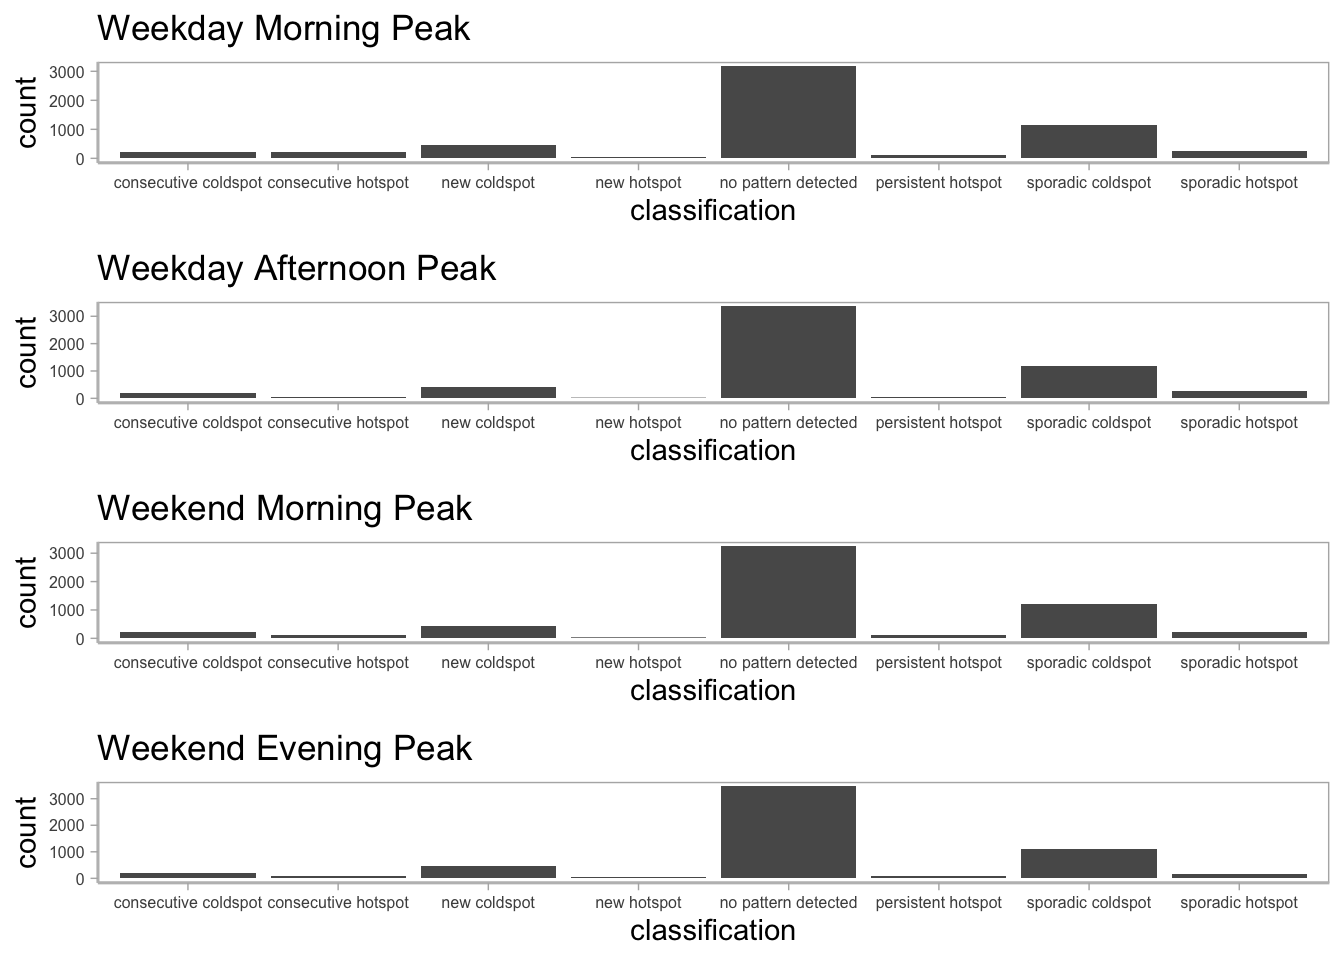 Weekday Morning Peak
count
3000
2000
1000
0
consecutive coldspot consecutive hotspot new coldspot new hotspot no pattern detected persistent hotspot sporadic coldspot sporadic hotspot
classification
Weekday Afternoon Peak
count
3000
2000
1000
0
consecutive coldspot consecutive hotspot new coldspot new hotspot no pattern detected persistent hotspot sporadic coldspot sporadic hotspot
classification
Weekend Morning Peak
count
3000
2000
1000
0
consecutive coldspot consecutive hotspot new coldspot new hotspot no pattern detected persistent hotspot sporadic coldspot sporadic hotspot
classification
Weekend Evening Peak
count
3000
2000
1000
0
consecutive coldspot consecutive hotspot new coldspot new hotspot no pattern detected persistent hotspot sporadic coldspot sporadic hotspot
classification